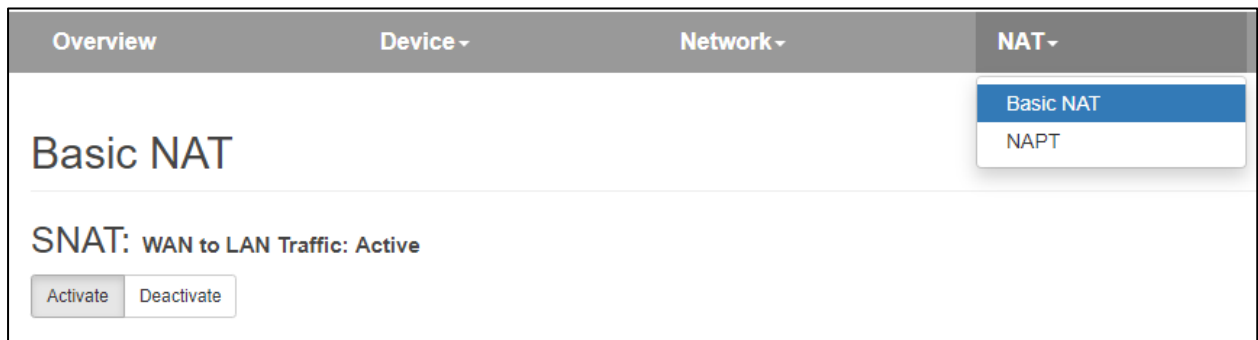 Overview Device Network NAT
Basic NAT
NAPT
Basic NAT
SNAT: WAN to LAN Traffic: Active
Activate Deactivate